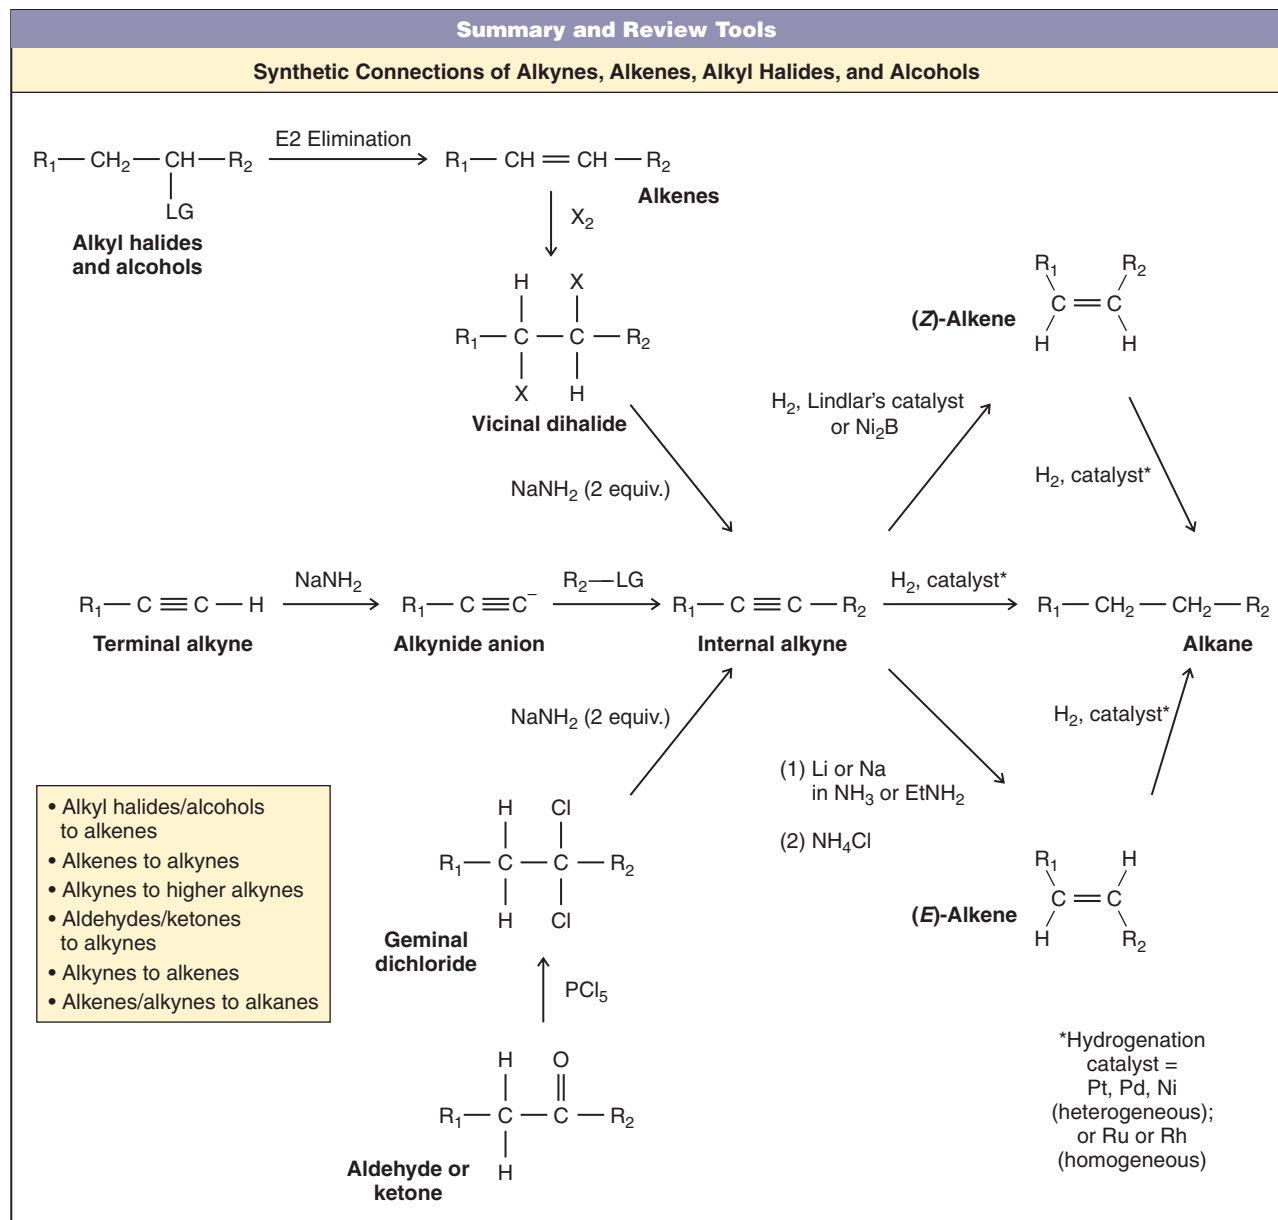 Summary and Review Tools
Synthetic Connections of Alkynes, Alkenes, Alkyl Halides, and Alcohols
R₁—CH₂—CH—R₂
LG
Alkyl halides
and alcohols
E2 Elimination
R₁—CH=CH—R₂
Alkenes
X₂
H X
R₁—C—C—R₂
X H
Vicinal dihalide
NaNH₂ (2 equiv.)
R₁ R₂
C=C
H H
(Z)-Alkene
H₂, Lindlar's catalyst
or Ni₂B
H₂, catalyst*
R₁—C≡C—H
Terminal alkyne
NaNH₂
R₁—C≡C⁻
Alkynide anion
R₂—LG
R₁—C≡C—R₂
Internal alkyne
H₂, catalyst*
R₁—CH₂—CH₂—R₂
Alkane
NaNH₂ (2 equiv.)
H₂, catalyst*
(1) Li or Na
in NH₃ or EtNH₂
(2) NH₄Cl
• Alkyl halides/alcohols
to alkenes
• Alkenes to alkynes
• Alkynes to higher alkynes
• Aldehydes/ketones
to alkynes
• Alkynes to alkenes
• Alkenes/alkynes to alkanes
H Cl
R₁—C—C—R₂
H Cl
Geminal
dichloride
R₁ H
C=C
H R₂
(E)-Alkene
PCl₅
H O
R₁—C—C—R₂
H
Aldehyde or
ketone
*Hydrogenation
catalyst =
Pt, Pd, Ni
(heterogeneous);
or Ru or Rh
(homogeneous)